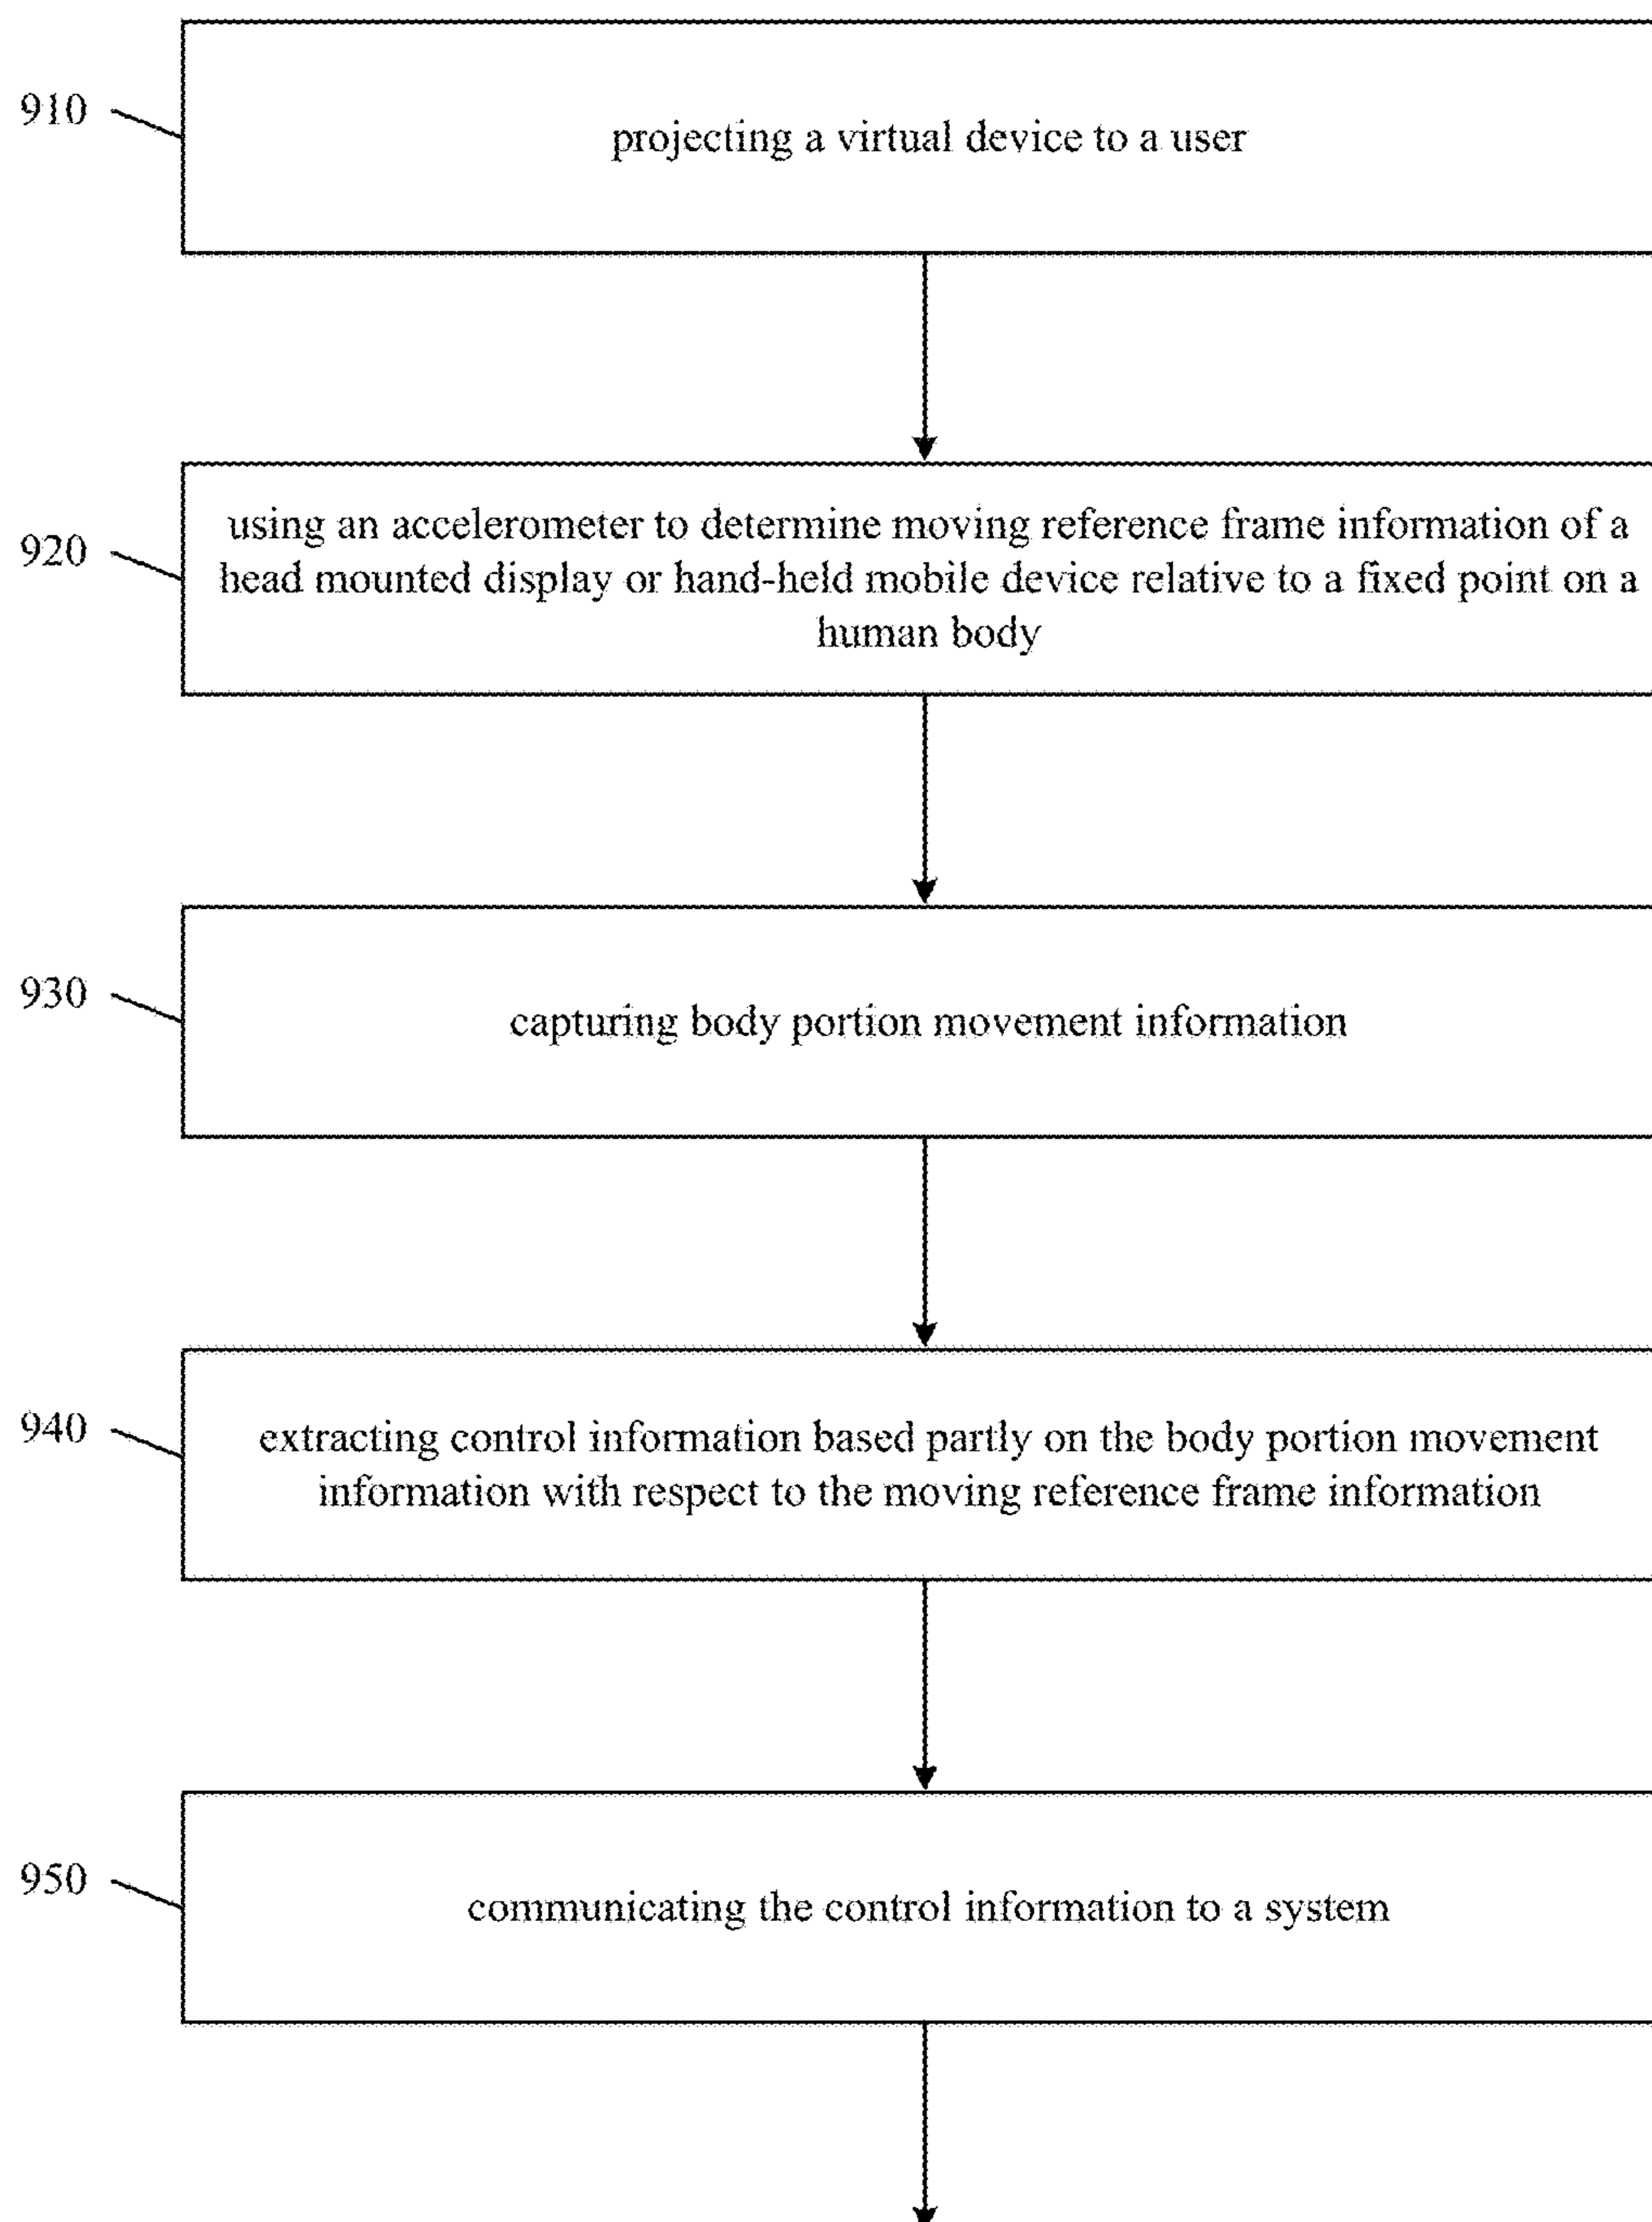 910
projecting a virtual device to a user
920
using an accelerometer to determine moving reference frame information of a
head mounted display or hand-held mobile device relative to a fixed point on a
human body
930
capturing body portion movement information
940
extracting control information based partly on the body portion movement
information with respect to the moving reference frame information
950
communicating the control information to a system